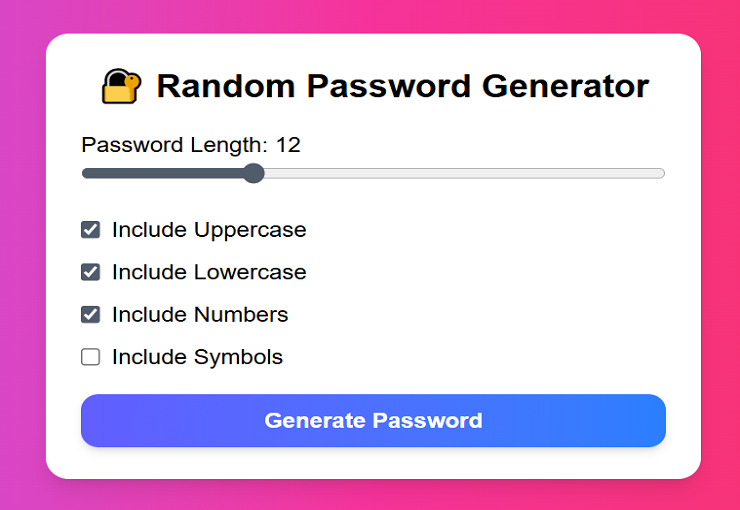 Random Password Generator
Password Length: 12
Include Uppercase
Include Lowercase
Include Numbers
Include Symbols
Generate Password